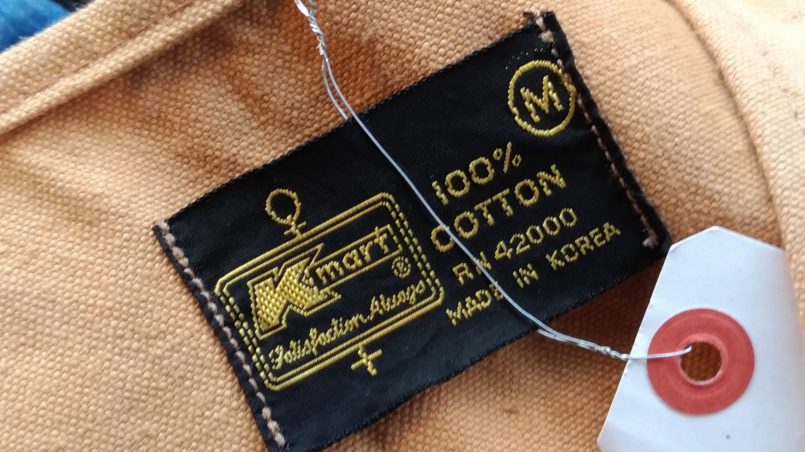 M
100%
COTTON
RN 42000
MADE IN KOREA
Kmart ®
Satisfaction Always